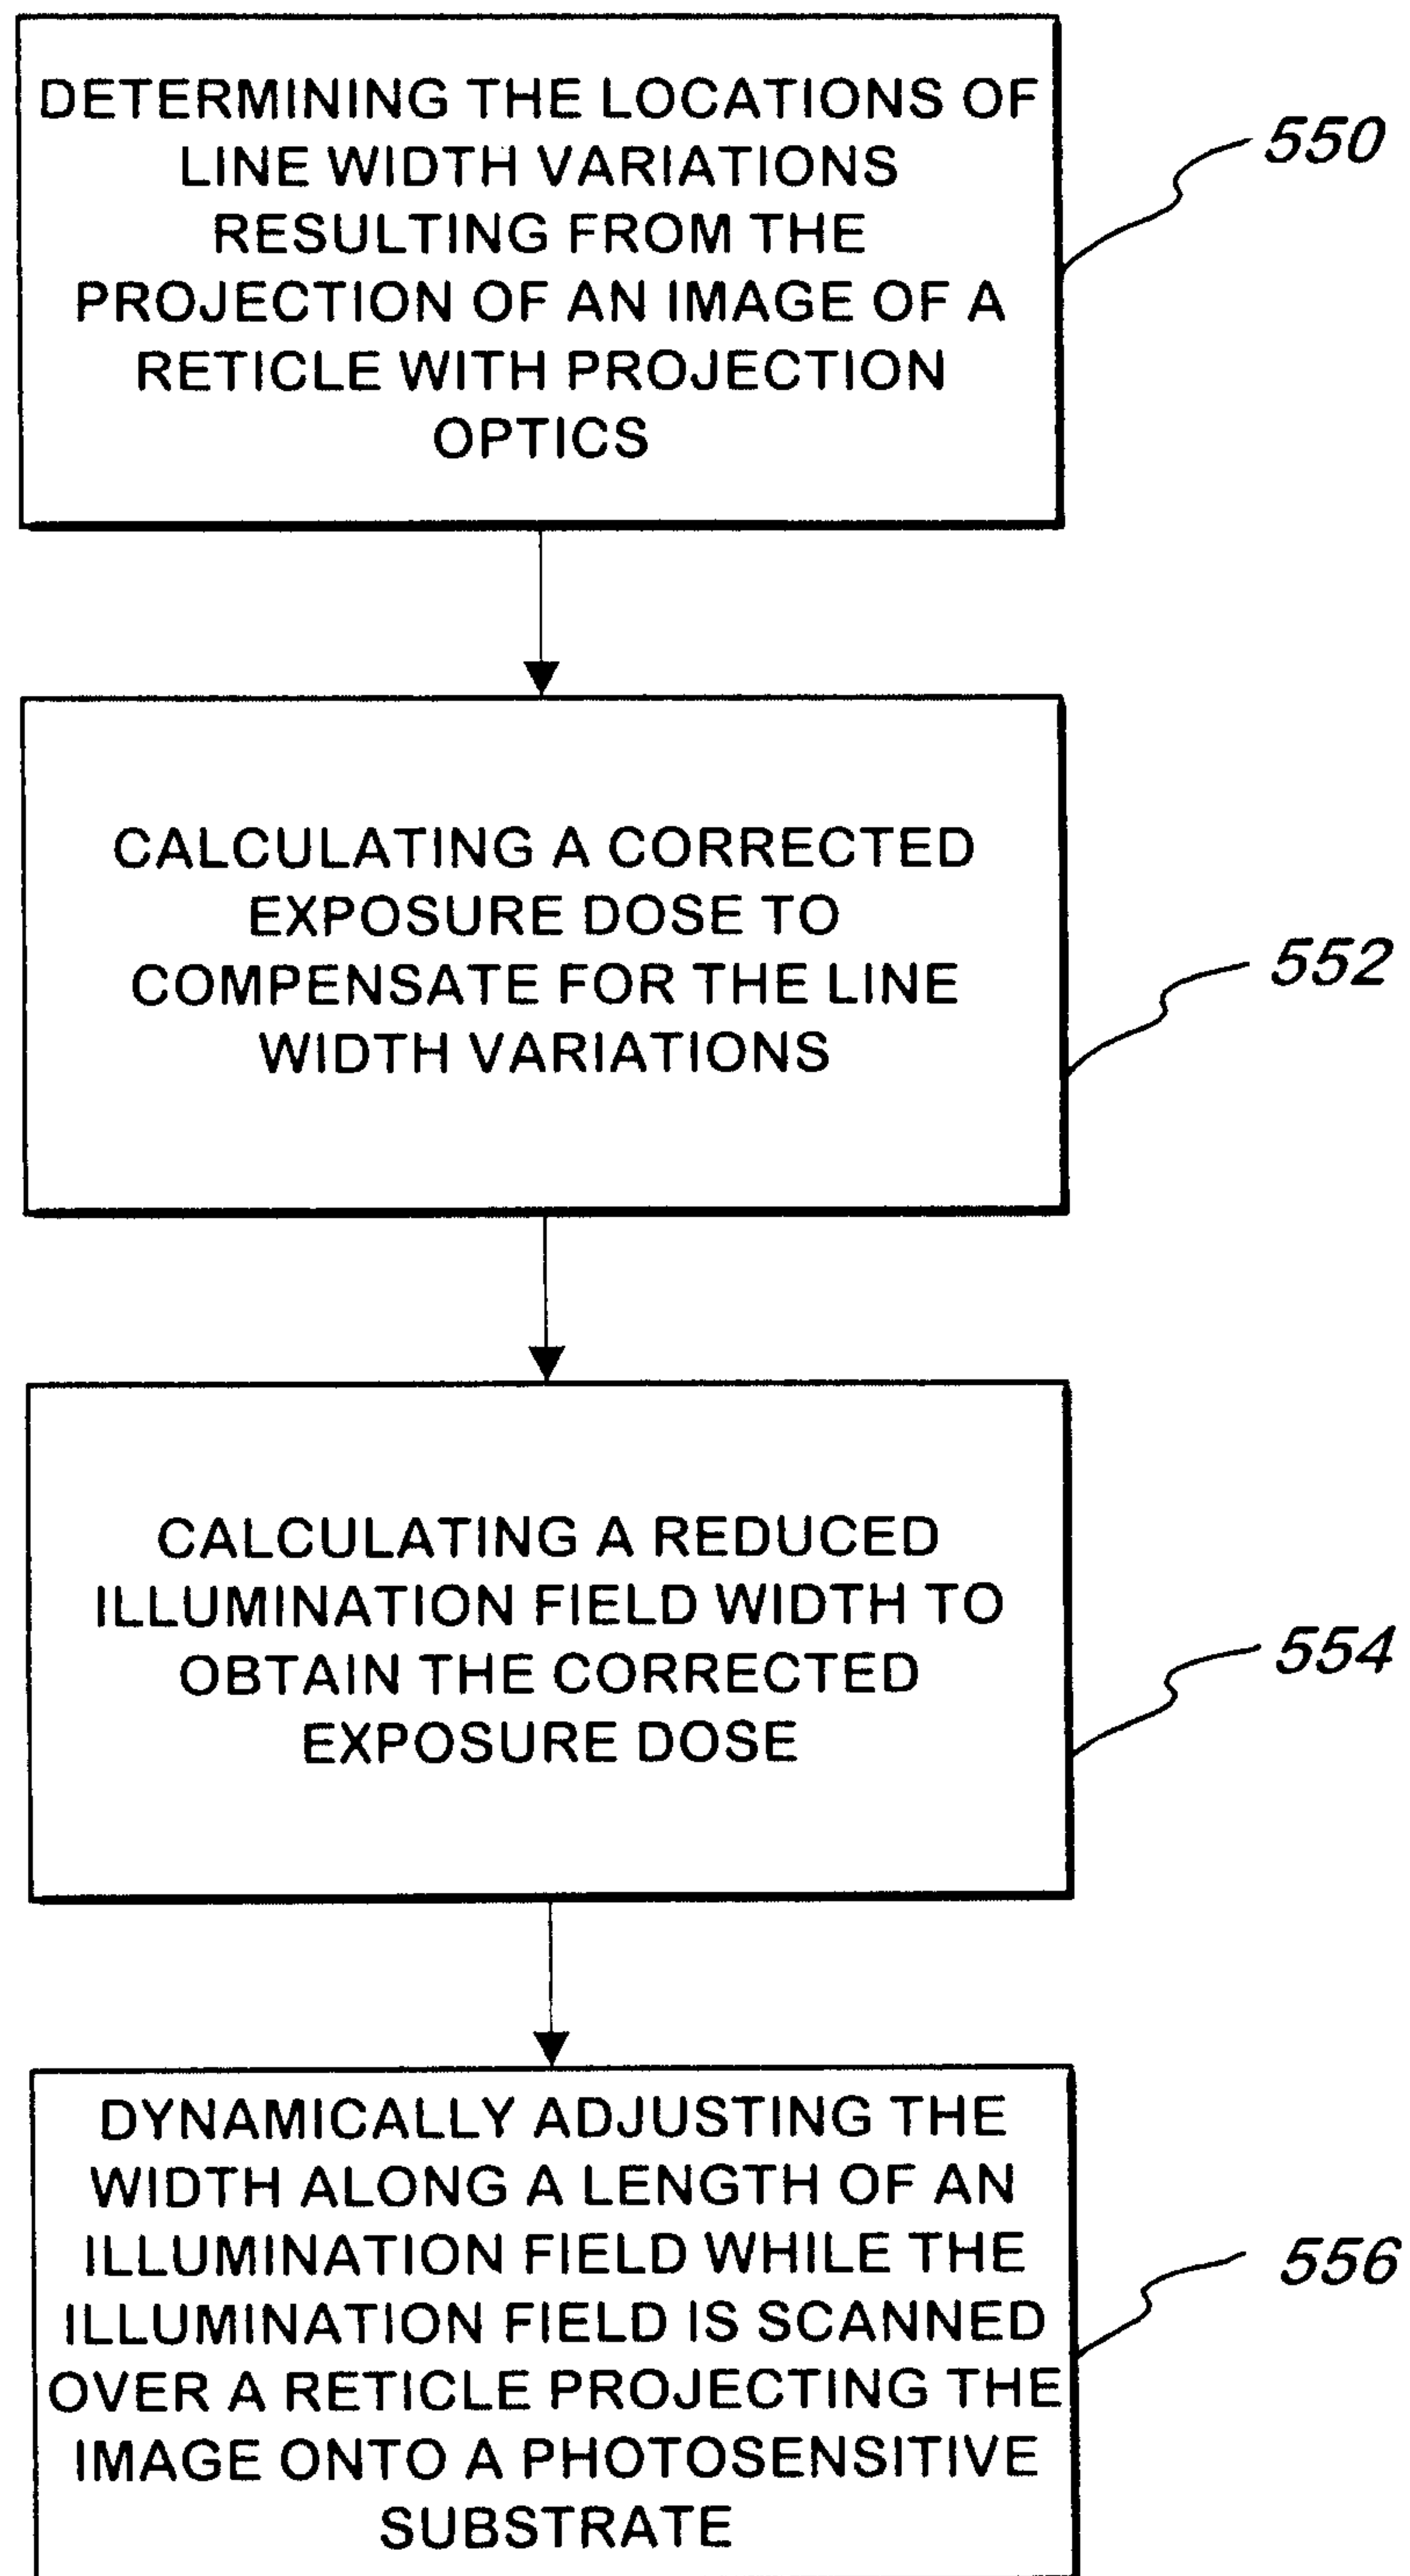 DETERMINING THE LOCATIONS OF
LINE WIDTH VARIATIONS
RESULTING FROM THE
PROJECTION OF AN IMAGE OF A
RETICLE WITH PROJECTION
OPTICS
550
CALCULATING A CORRECTED
EXPOSURE DOSE TO
COMPENSATE FOR THE LINE
WIDTH VARIATIONS
552
CALCULATING A REDUCED
ILLUMINATION FIELD WIDTH TO
OBTAIN THE CORRECTED
EXPOSURE DOSE
554
DYNAMICALLY ADJUSTING THE
WIDTH ALONG A LENGTH OF AN
ILLUMINATION FIELD WHILE THE
ILLUMINATION FIELD IS SCANNED
OVER A RETICLE PROJECTING THE
IMAGE ONTO A PHOTOSENSITIVE
SUBSTRATE
556